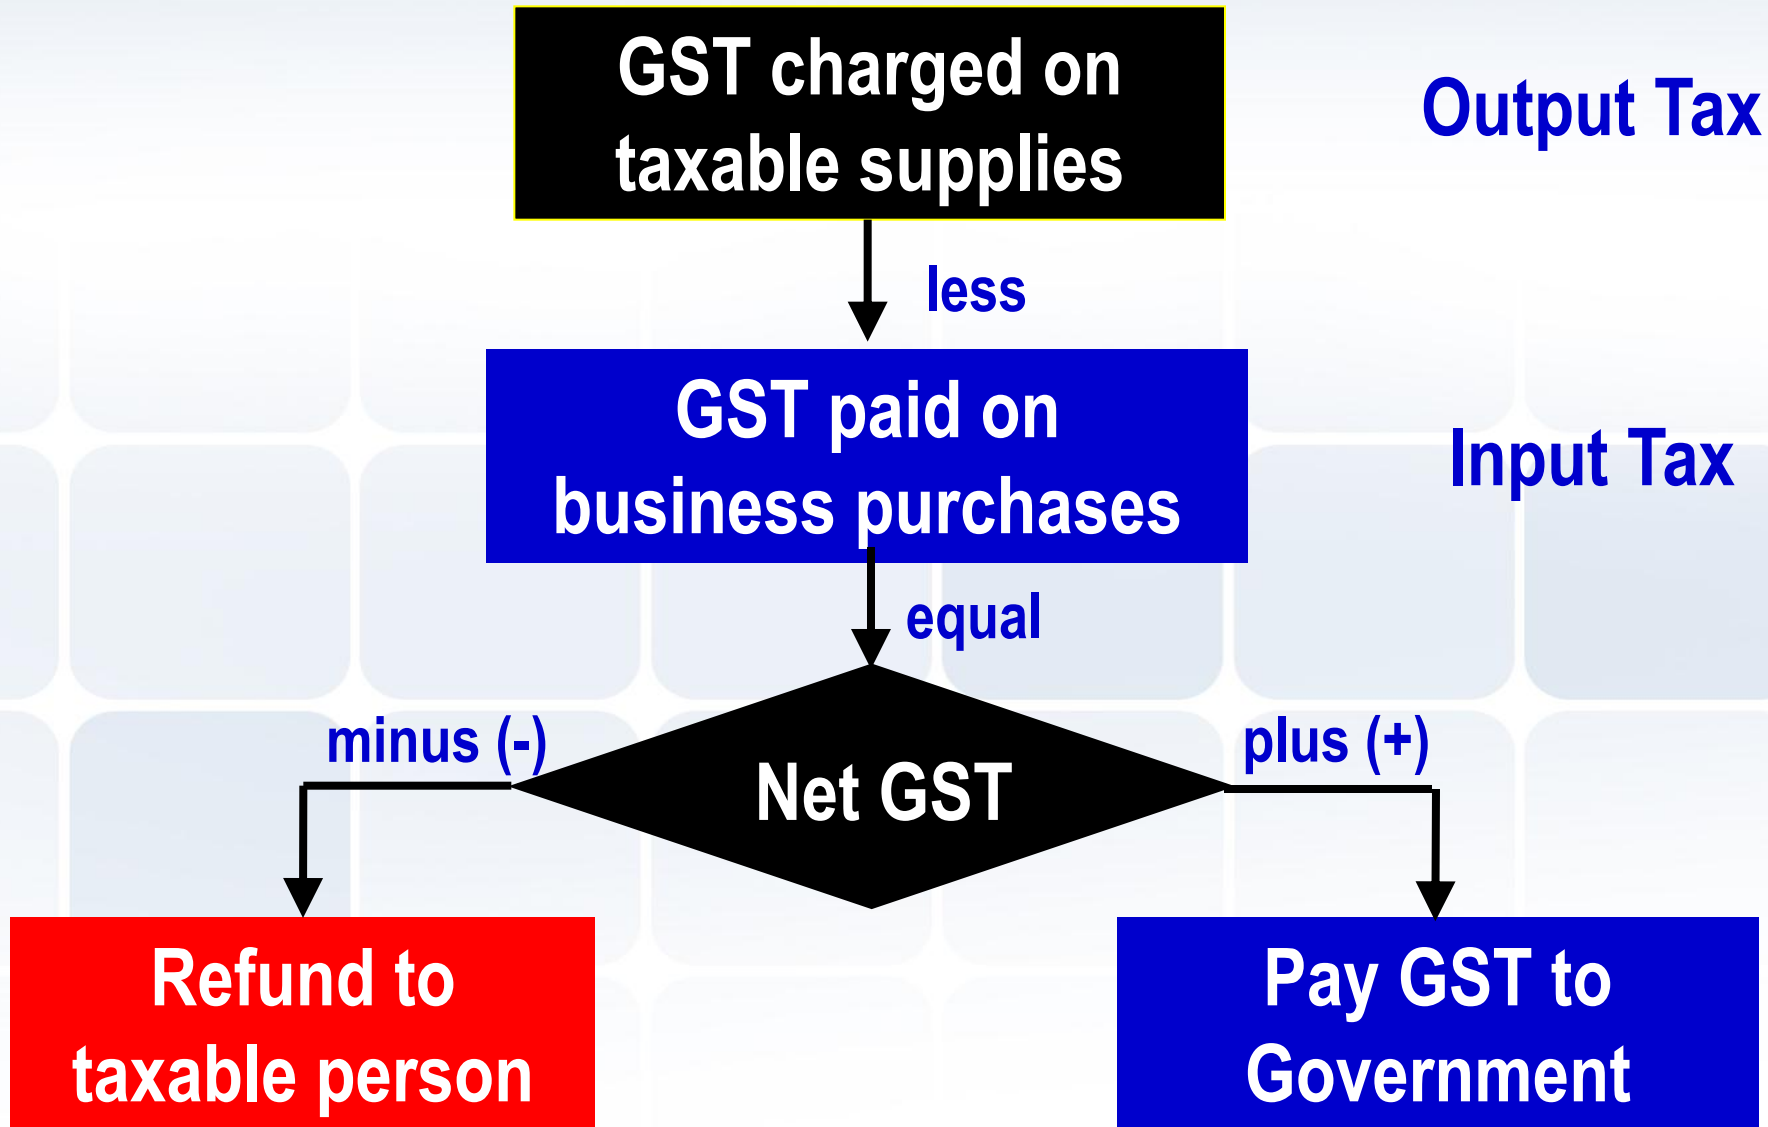 GST charged on
taxable supplies
Output Tax
less
GST paid on
business purchases
Input Tax
equal
minus (-)
plus (+)
Net GST
Refund to
taxable person
Pay GST to
Government